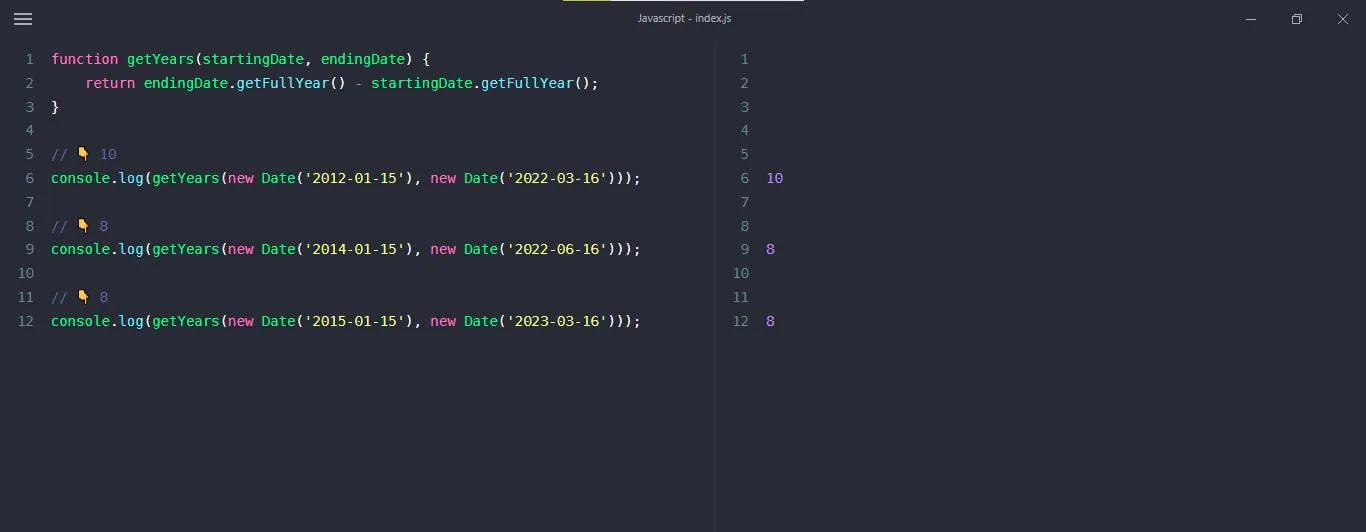 Javascript - index.js
1 function getYears(startingDate, endingDate) {
2     return endingDate.getFullYear() - startingDate.getFullYear();
3 }
4
5 // 👇 10
6 console.log(getYears(new Date('2012-01-15'), new Date('2022-03-16')));
7
8 // 👇 8
9 console.log(getYears(new Date('2014-01-15'), new Date('2022-06-16')));
10
11 // 👇 8
12 console.log(getYears(new Date('2015-01-15'), new Date('2023-03-16')));
1
2
3
4
5
6 10
7
8
9 8
10
11
12 8